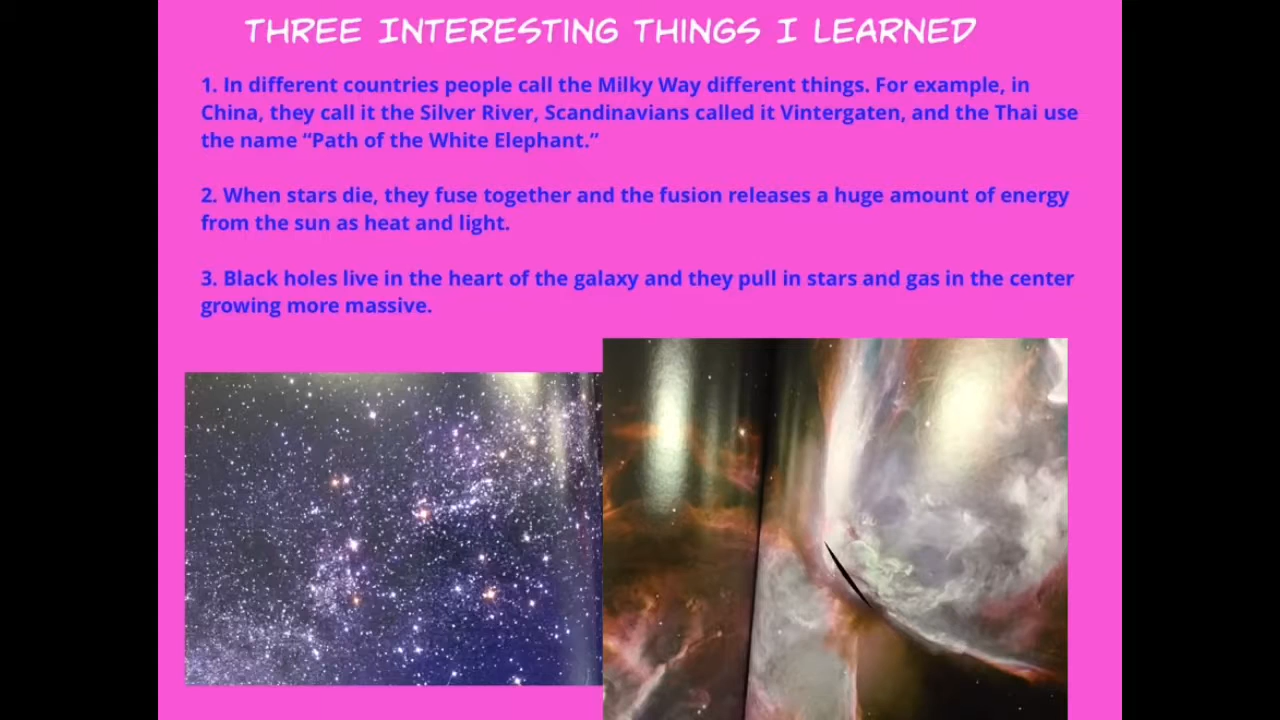 THREE INTERESTING THINGS I LEARNED
1. In different countries people call the Milky Way different things. For example, in
China, they call it the Silver River, Scandinavians called it Vintergaten, and the Thai use
the name “Path of the White Elephant.”
2. When stars die, they fuse together and the fusion releases a huge amount of energy
from the sun as heat and light.
3. Black holes live in the heart of the galaxy and they pull in stars and gas in the center
growing more massive.